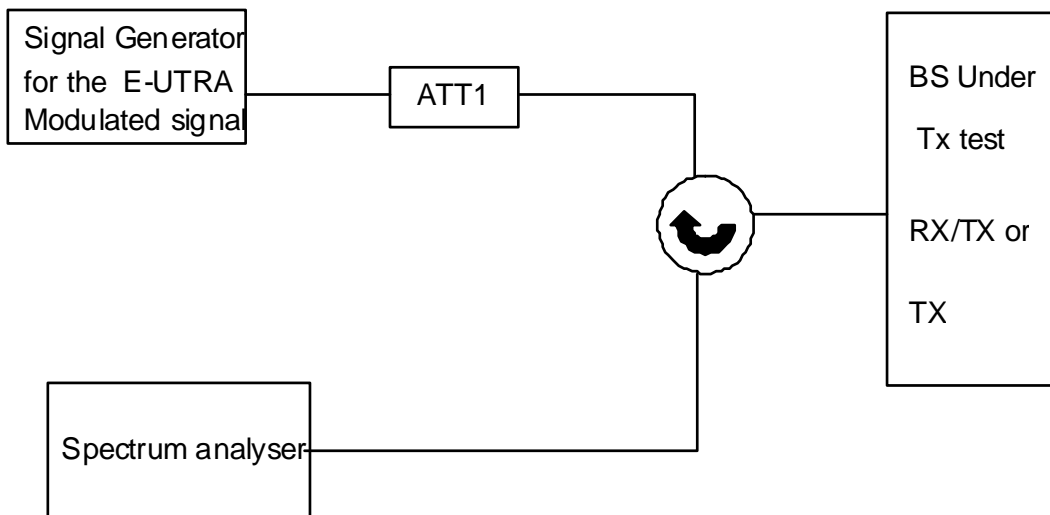 Signal Generator
for the E-UTRA
Modulated signal
ATT1
BS Under
Tx test
RX/TX or
TX
Spectrum analyser